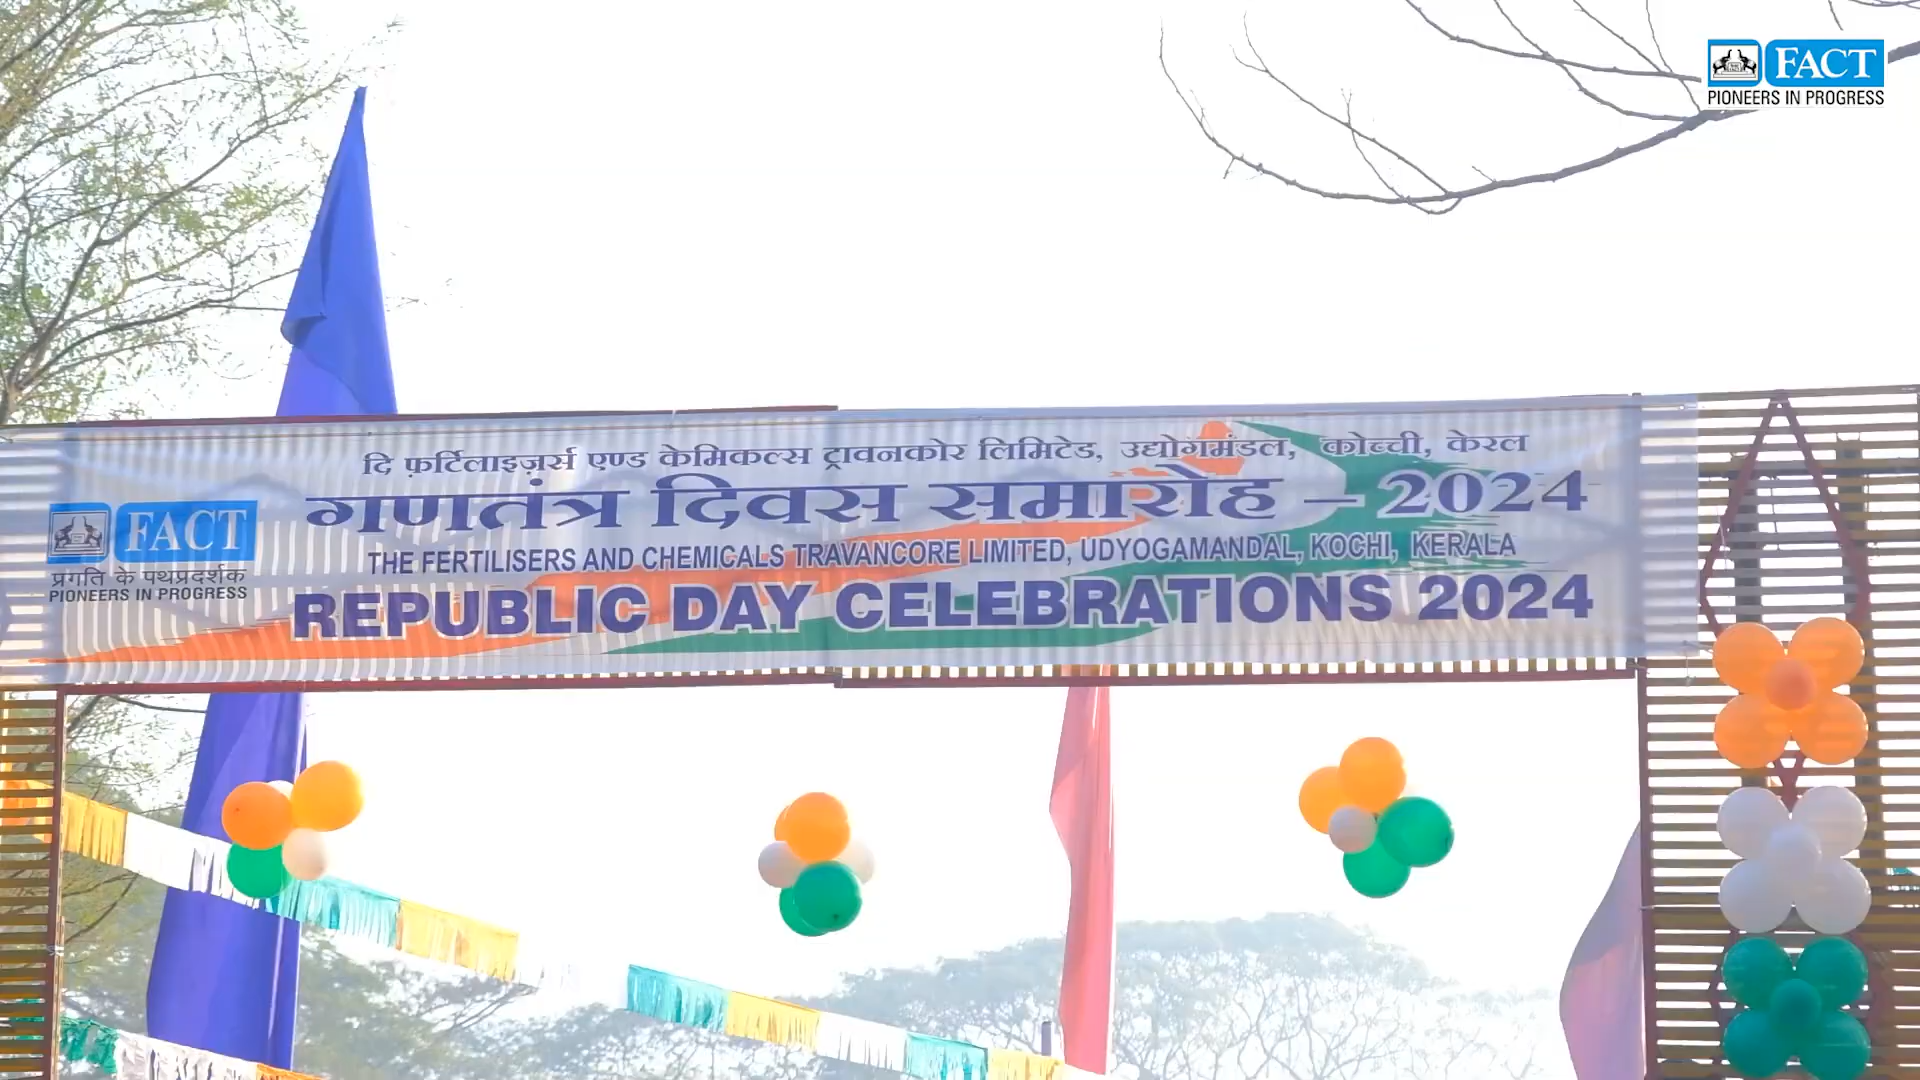 FACT
PIONEERS IN PROGRESS
दि फ़र्टिलाइज़र्स एण्ड केमिकल्स ट्रावनकोर लिमिटेड, उद्योगमंडल, कोच्ची, केरल
गणतंत्र दिवस समारोह – 2024
FACT
प्रगति के पथप्रदर्शक
PIONEERS IN PROGRESS
THE FERTILISERS AND CHEMICALS TRAVANCORE LIMITED, UDYOGAMANDAL, KOCHI, KERALA
REPUBLIC DAY CELEBRATIONS 2024